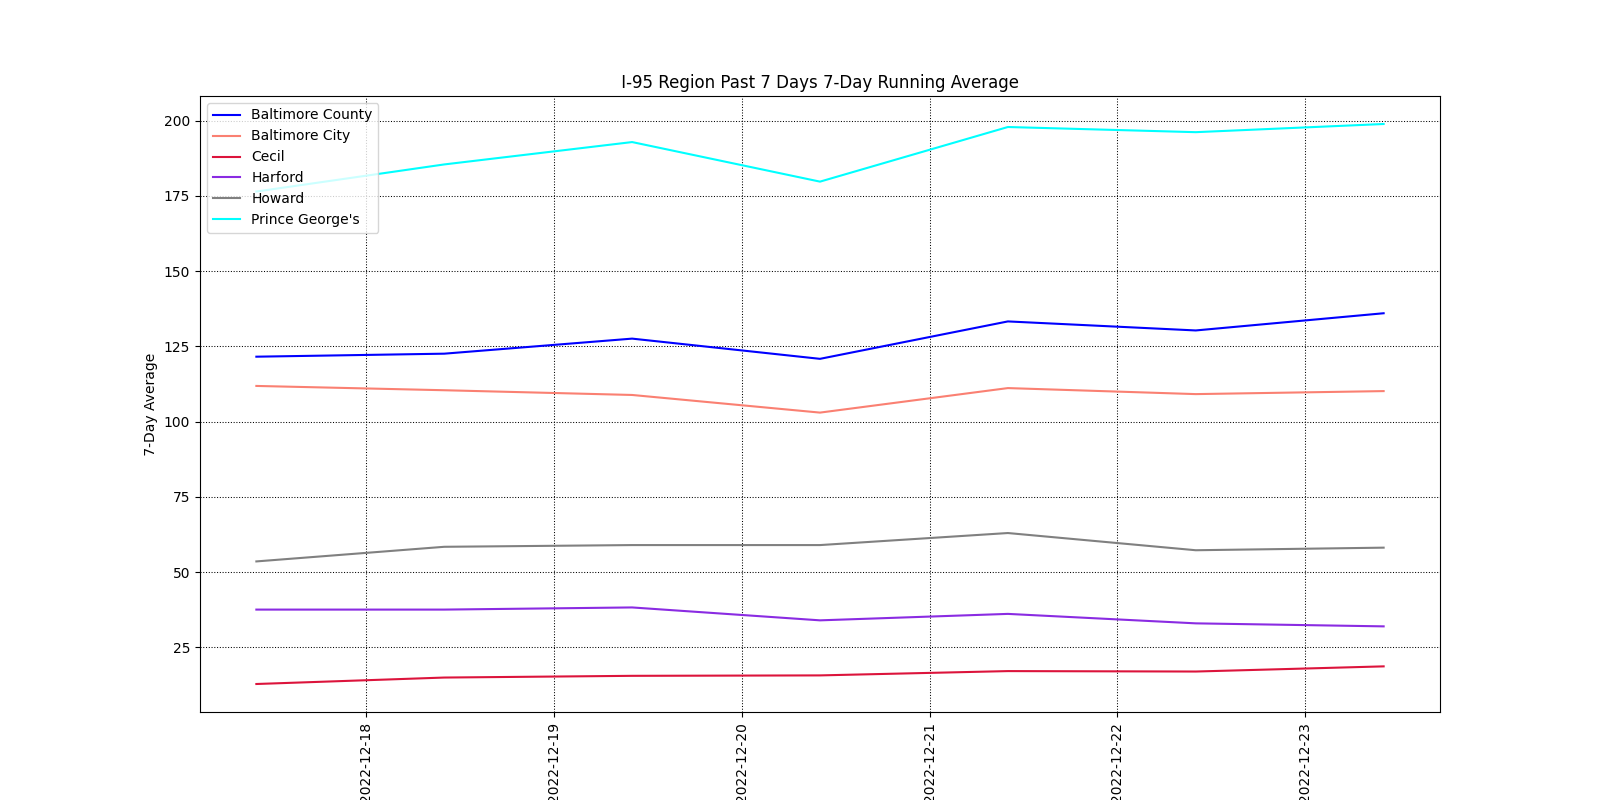 I-95 Region Past 7 Days 7-Day Running Average
Baltimore County
Baltimore City
Cecil
Harford
Howard
Prince George's
200
175
150
125
100
75
50
25
7-Day Average
2022-12-18
2022-12-19
2022-12-20
2022-12-21
2022-12-22
2022-12-23